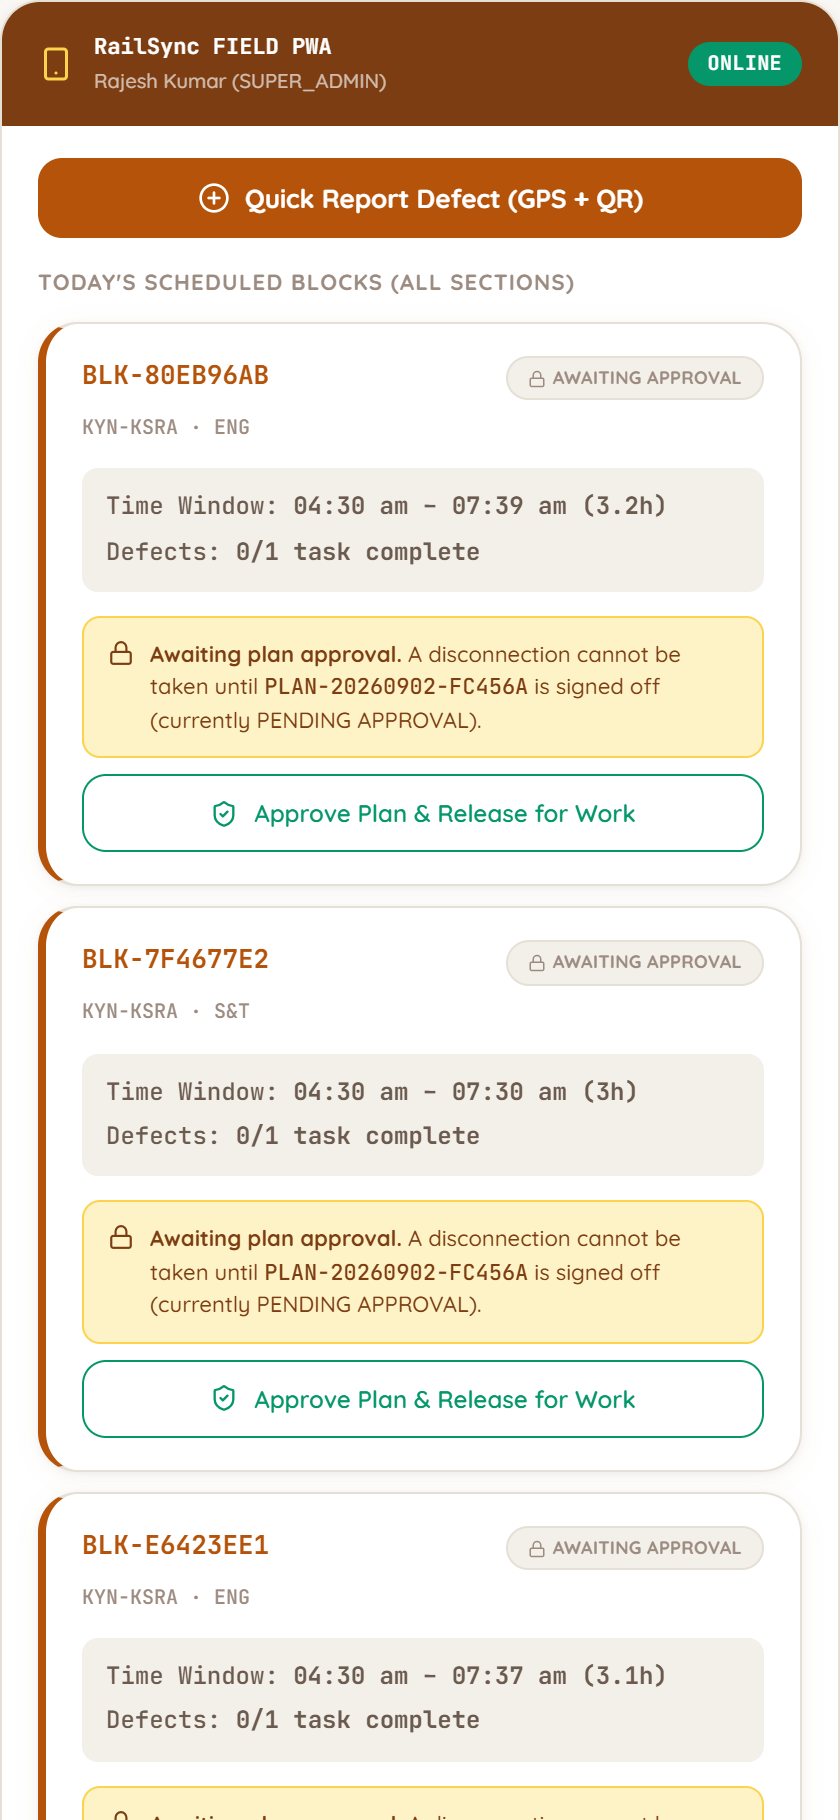 RailSync FIELD PWA
Rajesh Kumar (SUPER_ADMIN)
ONLINE
Quick Report Defect (GPS + QR)
TODAY'S SCHEDULED BLOCKS (ALL SECTIONS)
BLK-80EB96AB
AWAITING APPROVAL
KYN-KSRA · ENG
Time Window: 04:30 am – 07:39 am (3.2h)
Defects: 0/1 task complete
Awaiting plan approval. A disconnection cannot be
taken until PLAN-20260902-FC456A is signed off
(currently PENDING APPROVAL).
Approve Plan & Release for Work
BLK-7F4677E2
AWAITING APPROVAL
KYN-KSRA · S&T
Time Window: 04:30 am – 07:30 am (3h)
Defects: 0/1 task complete
Awaiting plan approval. A disconnection cannot be
taken until PLAN-20260902-FC456A is signed off
(currently PENDING APPROVAL).
Approve Plan & Release for Work
BLK-E6423EE1
AWAITING APPROVAL
KYN-KSRA · ENG
Time Window: 04:30 am – 07:37 am (3.1h)
Defects: 0/1 task complete